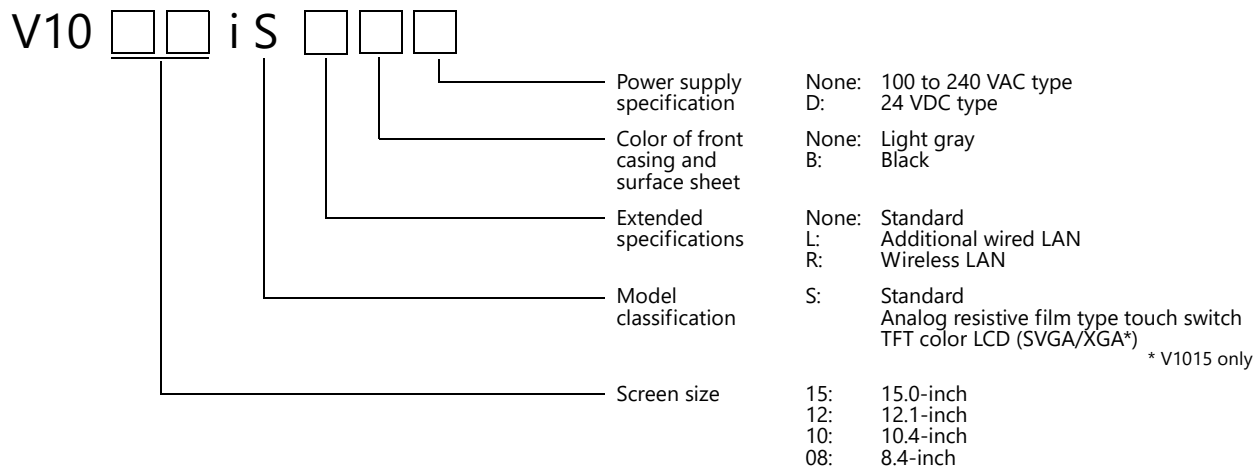 V10 □□ i S □□□
Power supply specification None: 100 to 240 VAC type
D: 24 VDC type
Color of front casing and surface sheet None: Light gray
B: Black
Extended specifications None: Standard
L: Additional wired LAN
R: Wireless LAN
Model classification S: Standard
Analog resistive film type touch switch
TFT color LCD (SVGA/XGA*)
* V1015 only
Screen size 15: 15.0-inch
12: 12.1-inch
10: 10.4-inch
08: 8.4-inch